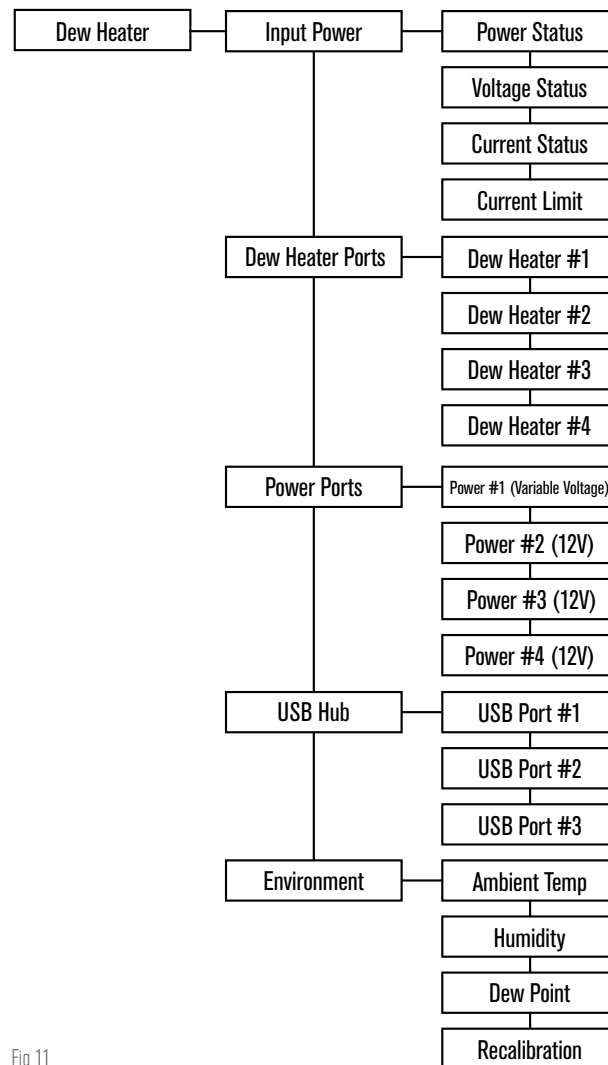 Dew Heater
Input Power
Power Status
Voltage Status
Current Status
Current Limit
Dew Heater Ports
Dew Heater #1
Dew Heater #2
Dew Heater #3
Dew Heater #4
Power Ports
Power #1 (Variable Voltage)
Power #2 (12V)
Power #3 (12V)
Power #4 (12V)
USB Hub
USB Port #1
USB Port #2
USB Port #3
Environment
Ambient Temp
Humidity
Dew Point
Recalibration
Fig 11